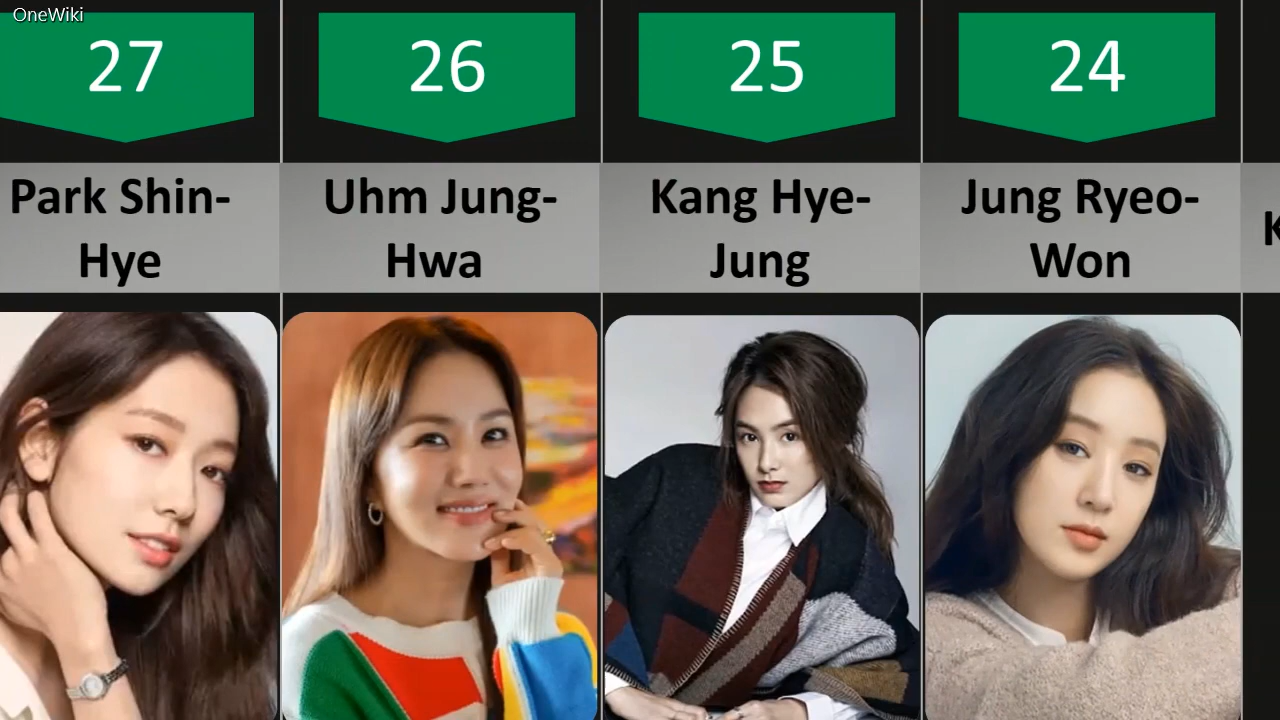 OneWiki
27
26
25
24
Park Shin-
Hye
Uhm Jung-
Hwa
Kang Hye-
Jung
Jung Ryeo-
Won